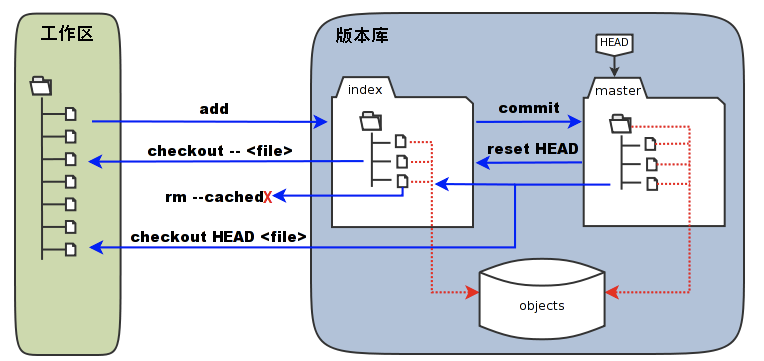 工作区
版本库
HEAD
index
master
add
commit
checkout -- <file>
reset HEAD
rm --cached
X
checkout HEAD <file>
objects